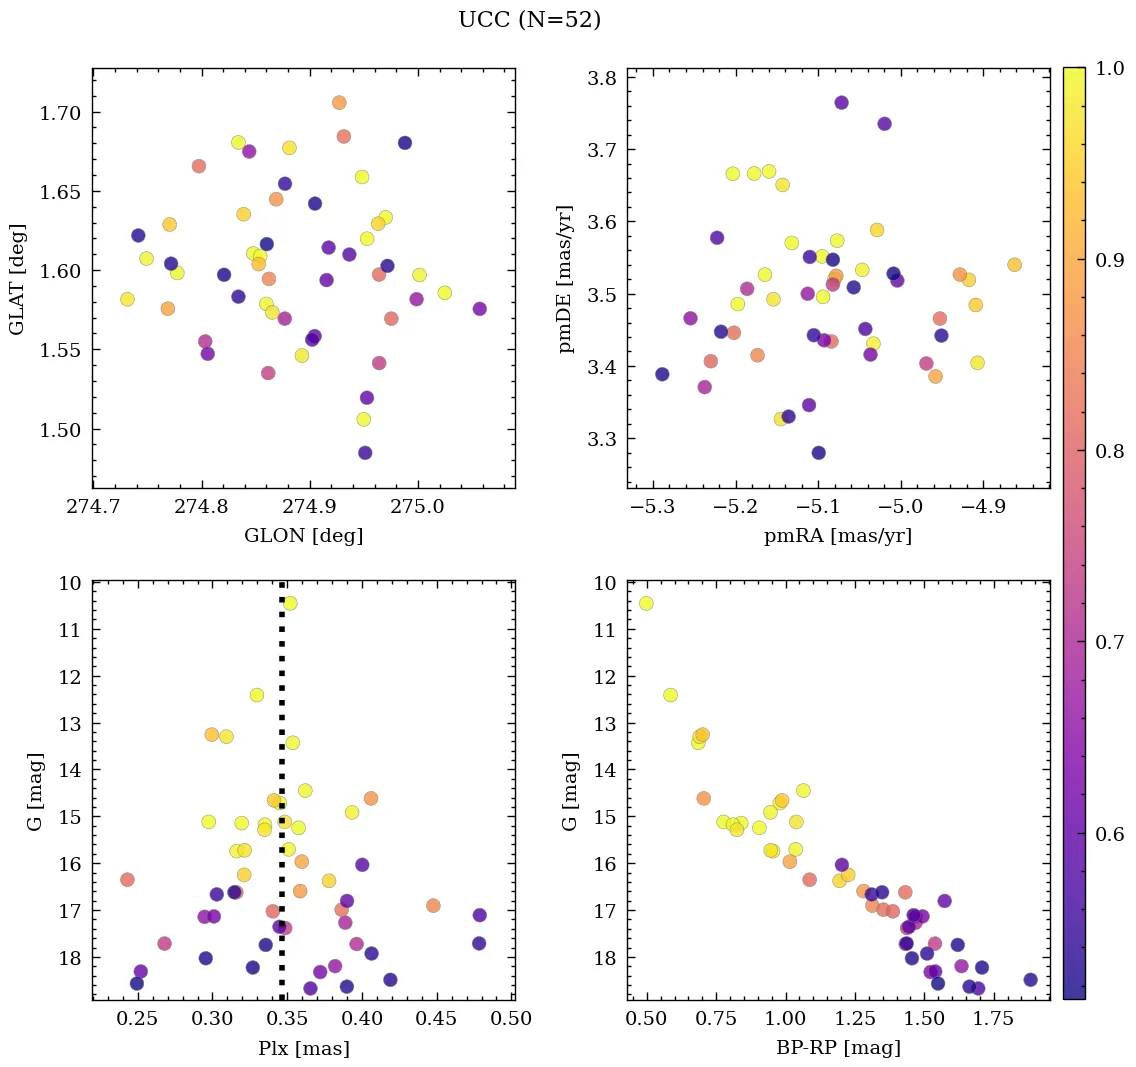 UCC (N=52)
1.70
1.65
1.60
1.55
1.50
GLAT [deg]
274.7 274.8 274.9 275.0
GLON [deg]
3.8
3.7
3.6
3.5
3.4
3.3
pmDE [mas/yr]
−5.3 −5.2 −5.1 −5.0 −4.9
pmRA [mas/yr]
1.0
0.9
0.8
0.7
0.6
10
11
12
13
14
15
16
17
18
G [mag]
0.25 0.30 0.35 0.40 0.45 0.50
Plx [mas]
10
11
12
13
14
15
16
17
18
G [mag]
0.50 0.75 1.00 1.25 1.50 1.75
BP-RP [mag]